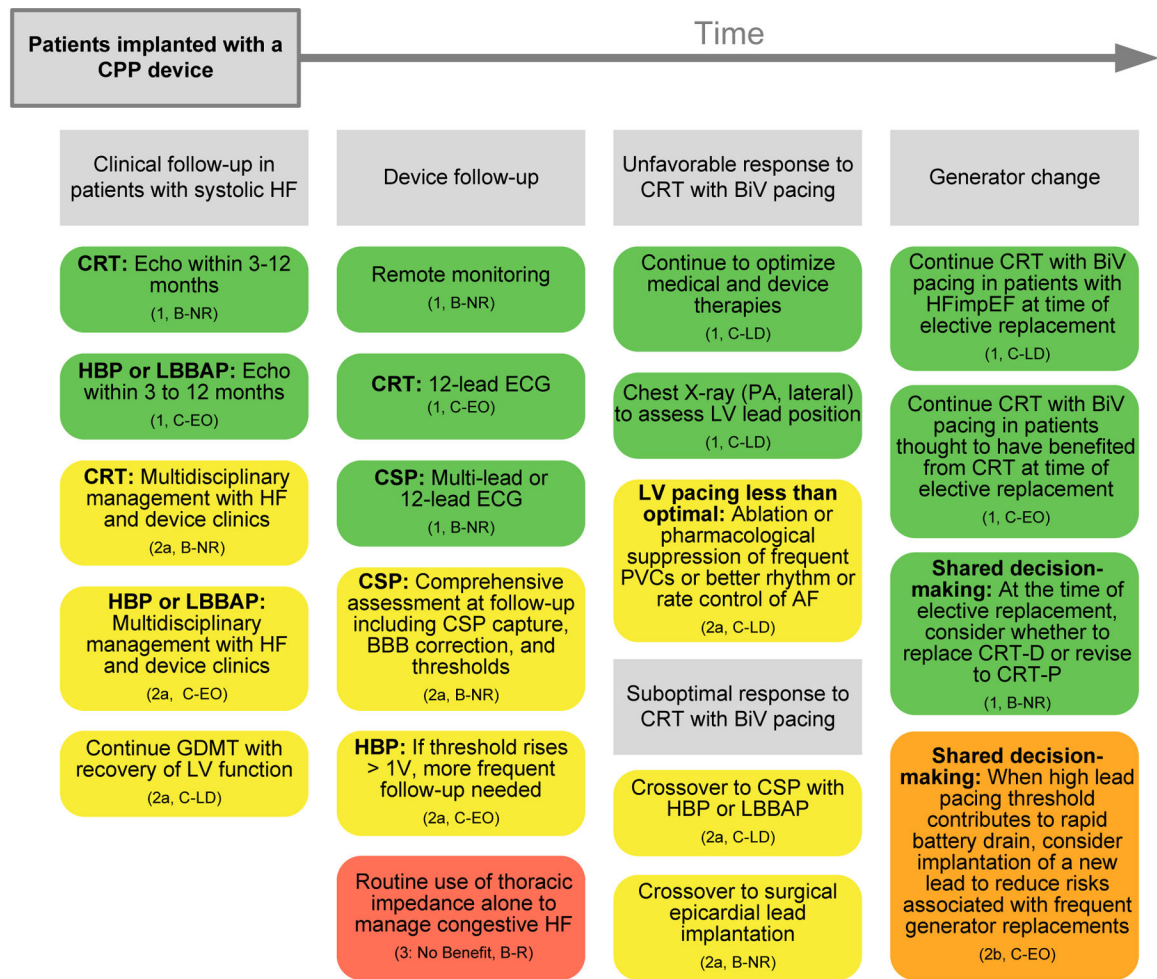 Patients implanted with a
CPP device
Time
Clinical follow-up in
patients with systolic HF
CRT: Echo within 3-12
months
(1, B-NR)
HBP or LBBAP: Echo
within 3 to 12 months
(1, C-EO)
CRT: Multidisciplinary
management with HF
and device clinics
(2a, B-NR)
HBP or LBBAP:
Multidisciplinary
management with HF
and device clinics
(2a, C-EO)
Continue GDMT with
recovery of LV function
(2a, C-LD)
Device follow-up
Remote monitoring
(1, B-NR)
CRT: 12-lead ECG
(1, C-EO)
CSP: Multi-lead or
12-lead ECG
(1, B-NR)
CSP: Comprehensive
assessment at follow-up
including CSP capture,
BBB correction, and
thresholds
(2a, B-NR)
HBP: If threshold rises
> 1V, more frequent
follow-up needed
(2a, C-EO)
Routine use of thoracic
impedance alone to
manage congestive HF
(3: No Benefit, B-R)
Unfavorable response to
CRT with BiV pacing
Continue to optimize
medical and device
therapies
(1, C-LD)
Chest X-ray (PA, lateral)
to assess LV lead position
(1, C-LD)
LV pacing less than
optimal: Ablation or
pharmacological
suppression of frequent
PVCs or better rhythm or
rate control of AF
(2a, C-LD)
Suboptimal response to
CRT with BiV pacing
Crossover to CSP with
HBP or LBBAP
(2a, C-LD)
Crossover to surgical
epicardial lead
implantation
(2a, B-NR)
Generator change
Continue CRT with BiV
pacing in patients with
HFimpEF at time of
elective replacement
(1, C-LD)
Continue CRT with BiV
pacing in patients
thought to have benefited
from CRT at time of
elective replacement
(1, C-EO)
Shared decision-
making: At the time of
elective replacement,
consider whether to
replace CRT-D or revise
to CRT-P
(1, B-NR)
Shared decision-
making: When high lead
pacing threshold
contributes to rapid
battery drain, consider
implantation of a new
lead to reduce risks
associated with frequent
generator replacements
(2b, C-EO)